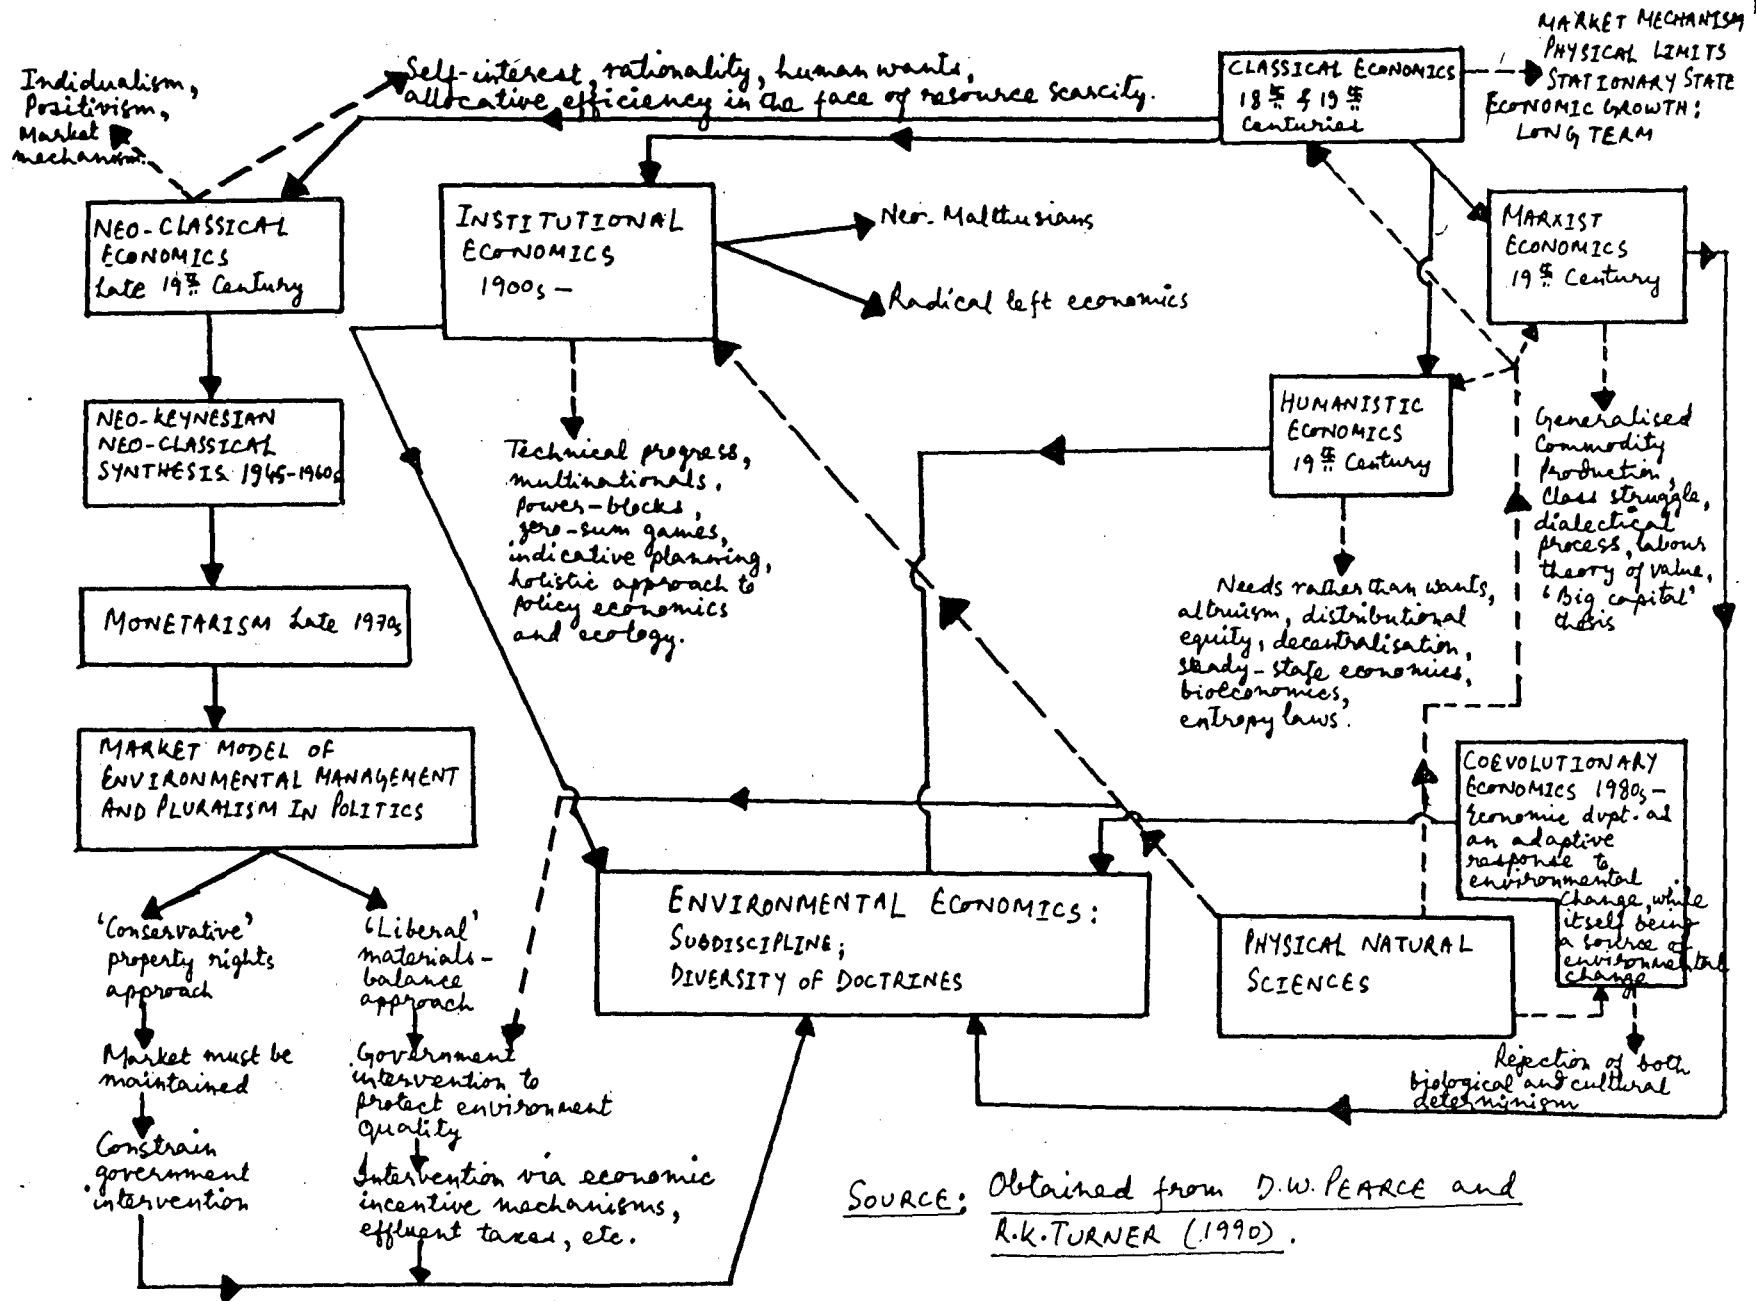 MARKET MECHANISM
PHYSICAL LIMITS
STATIONARY STATE
ECONOMIC GROWTH:
LONG TERM
CLASSICAL ECONOMICS
18th & 19th
Centuries
Self-interest, rationality, human wants,
allocative efficiency in the face of resource scarcity.
Indidualism,
Positivism,
Market
mechanism.
NEO-CLASSICAL
ECONOMICS
Late 19th Century
INSTITUTIONAL
ECONOMICS
1900s –
Neo-Malthusians
Radical left economics
MARXIST
ECONOMICS
19th Century
HUMANISTIC
ECONOMICS
19th Century
Generalised
Commodity
Production,
Class struggle,
dialectical
process, labour
theory of value,
'Big capital'
thesis
NEO-KEYNESIAN
NEO-CLASSICAL
SYNTHESIS 1945-1960s
Technical progress,
multinationals,
power-blocks,
zero-sum games,
indicative planning,
holistic approach to
policy economics
and ecology.
Needs rather than wants,
altruism, distributional
equity, decentralisation,
steady-state economics,
bioeconomics,
entropy laws.
MONETARISM Late 1970s
MARKET MODEL OF
ENVIRONMENTAL MANAGEMENT
AND PLURALISM IN POLITICS
COEVOLUTIONARY
ECONOMICS 1980s –
Economic dvpt. as
an adaptive
response to
environmental
change, while
itself being
a source of
environmental
change
ENVIRONMENTAL ECONOMICS:
SUBDISCIPLINE;
DIVERSITY OF DOCTRINES
PHYSICAL NATURAL
SCIENCES
Rejection of both
biological and cultural
determinism
'Conservative'
property rights
approach
Market must be
maintained
Constrain
government
intervention
'Liberal'
materials-
balance
approach
Government
intervention to
protect environment
quality
Intervention via economic
incentive mechanisms,
effluent taxes, etc.
SOURCE: Obtained from D.W. PEARCE and
R.K. TURNER (1990).